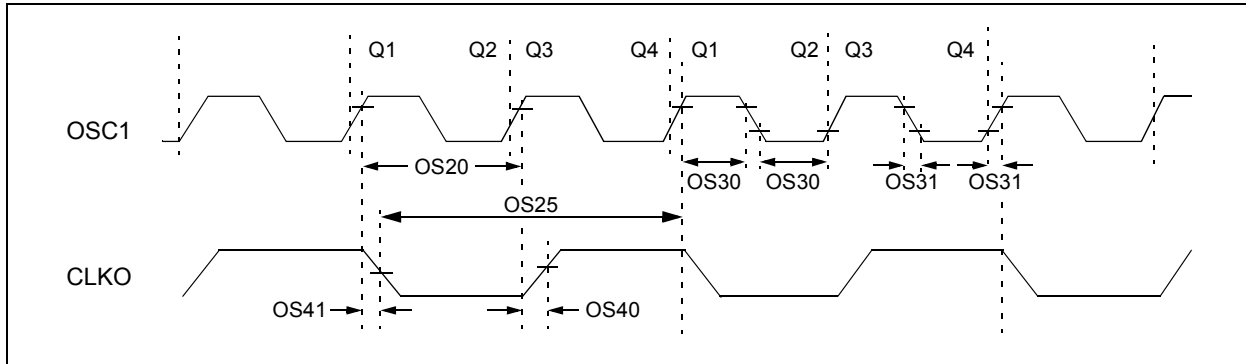 Q1 Q2 Q3 Q4 Q1 Q2 Q3 Q4
OSC1
OS20 OS30 OS30 OS31 OS31
OS25
CLKO
OS41 OS40